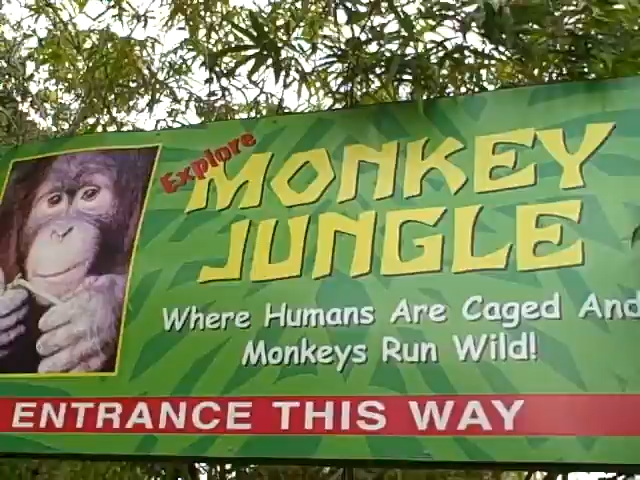 Explore
MONKEY
JUNGLE
Where Humans Are Caged And
Monkeys Run Wild!
ENTRANCE THIS WAY